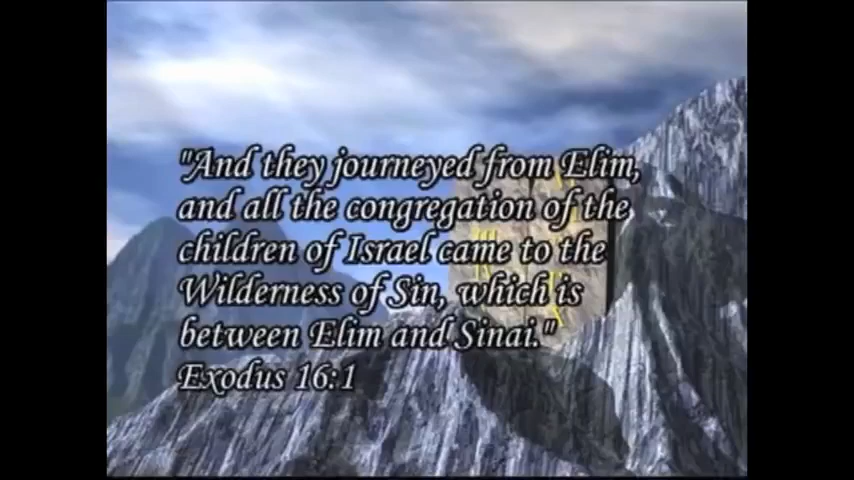 "And they journeyed from Elim,
and all the congregation of the
children of Israel came to the
Wilderness of Sin, which is
between Elim and Sinai."
Exodus 16:1